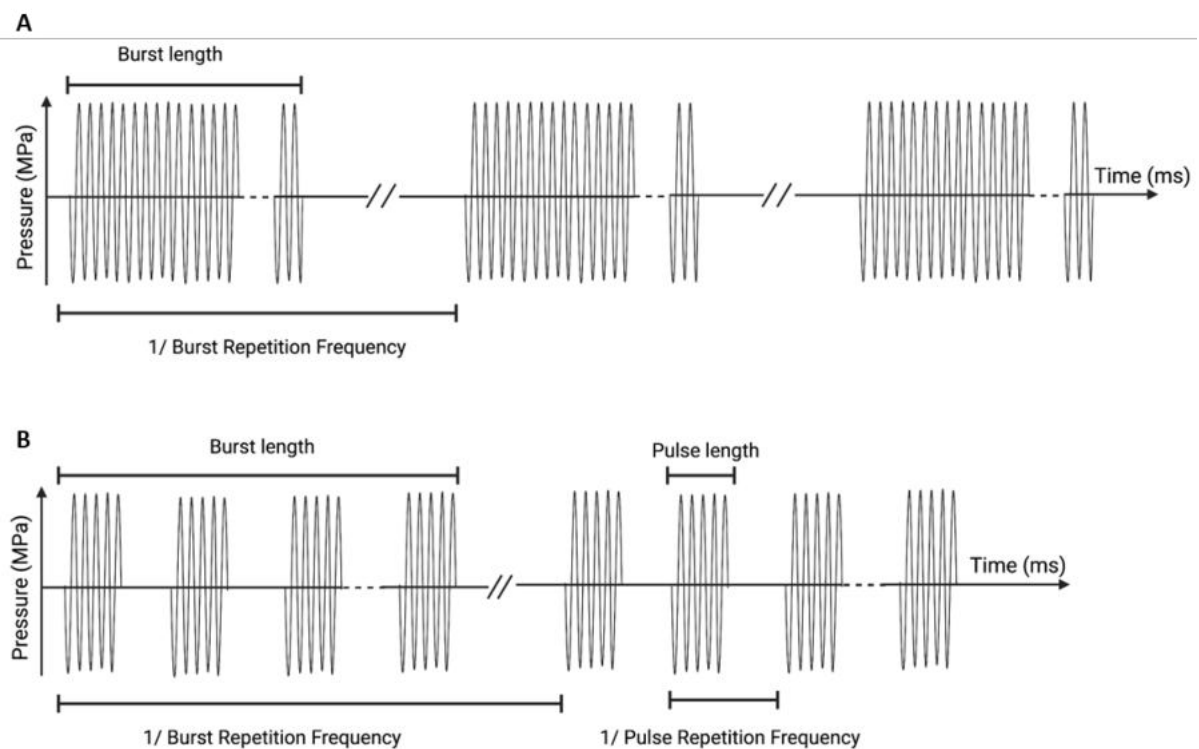 A
Burst length
Pressure (MPa)
Time (ms)
1/ Burst Repetition Frequency
B
Burst length
Pulse length
Pressure (MPa)
Time (ms)
1/ Burst Repetition Frequency
1/ Pulse Repetition Frequency